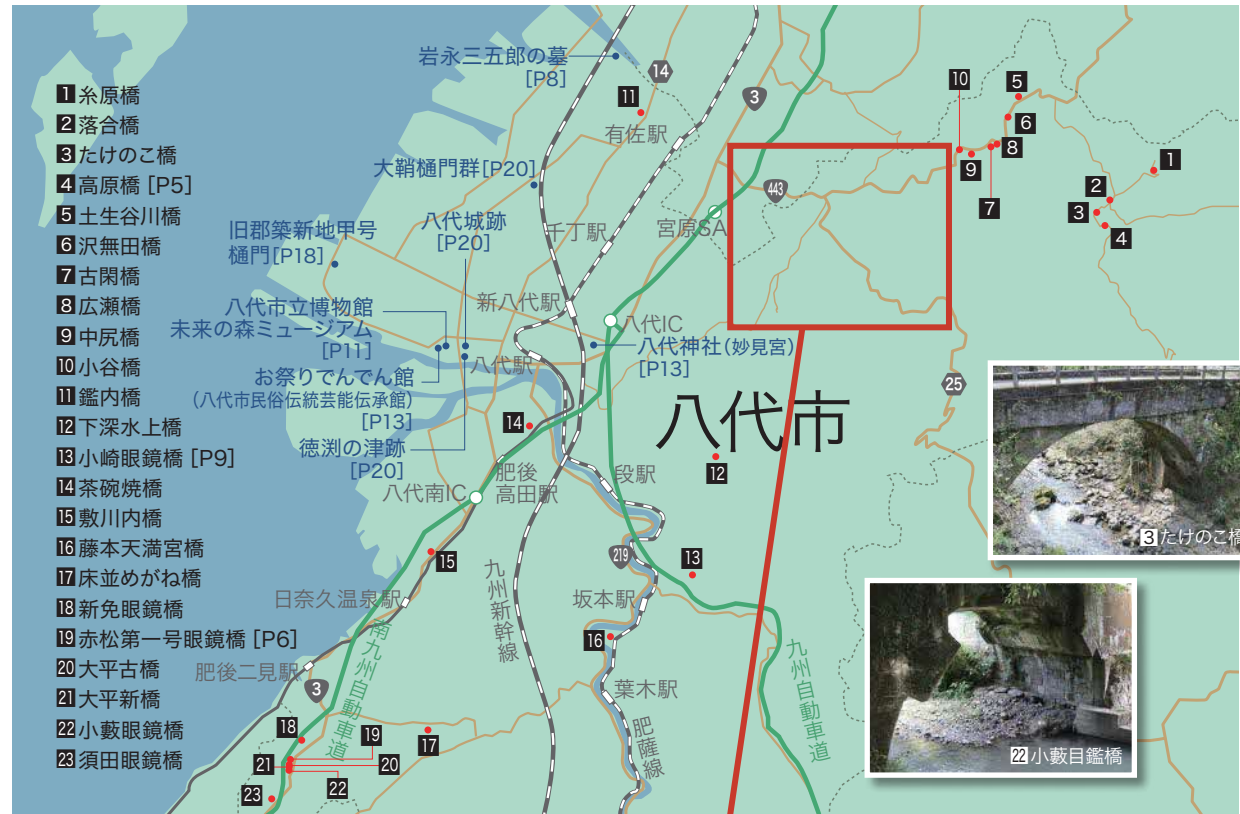 1 糸原橋
2 落合橋
3 たけのこ橋
4 高原橋 [P5]
5 土生谷川橋
6 沢無田橋
7 古閑橋
8 広瀬橋
9 中尻橋
10 小谷橋
11 鑑内橋
12 下深水上橋
13 小崎眼鏡橋 [P9]
14 茶碗焼橋
15 敷川内橋
16 藤本天満宮橋
17 床並めがね橋
18 新免眼鏡橋
19 赤松第一号眼鏡橋 [P6]
20 大平古橋
21 大平新橋
22 小薮眼鏡橋
23 須田眼鏡橋
岩永三五郎の墓
[P8]
14
11
3
有佐駅
大鞘樋門群[P20]
443
八代城跡
[P20]
千丁駅
宮原SA
旧郡築新地甲号
樋門[P18]
新八代駅
八代市立博物館
未来の森ミュージアム
[P11]
八代IC
八代神社(妙見宮)
[P13]
八代駅
お祭りでんでん館
(八代市民俗伝統芸能伝承館)
[P13]
徳渕の津跡
[P20]
10
5
6
8
9
7
1
2
3
4
25
八代市
14
12
肥後
高田駅
段駅
八代南IC
15
219
13
九州新幹線
日奈久温泉駅
坂本駅
16
南九州自動車道
肥後二見駅
3
葉木駅
九州自動車道
肥薩線
18
19
17
21
20
22
23
3 たけのこ橋
22 小薮目鑑橋